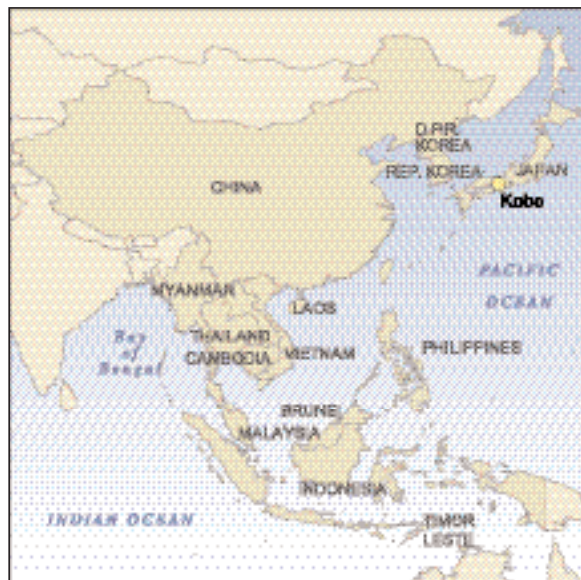 D.P.R.
KOREA
REP. KOREA
JAPAN
CHINA
Kobe
PACIFIC
OCEAN
MYANMAR
LAOS
Bay
of
Bengal
THAILAND
CAMBODIA
VIETNAM
PHILIPPINES
BRUNEI
MALAYSIA
INDONESIA
INDIAN OCEAN
TIMOR
LESTE